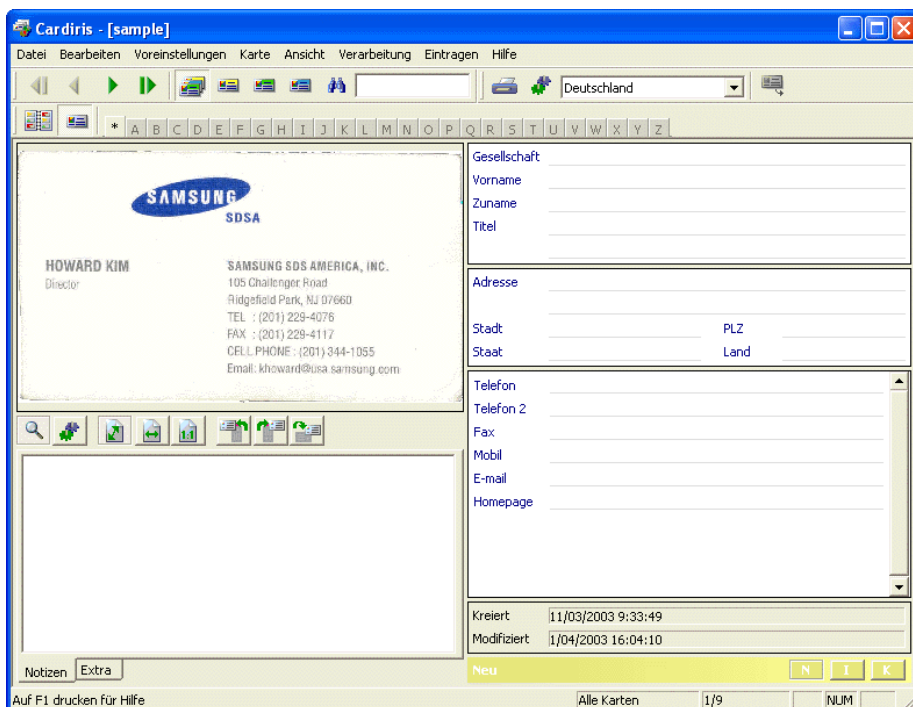 Cardiris - [sample]
Datei Bearbeiten Voreinstellungen Karte Ansicht Verarbeitung Eintragen Hilfe
Deutschland
* A B C D E F G H I J K L M N O P Q R S T U V W X Y Z
SAMSUNG
SDSA
HOWARD KIM
Director
SAMSUNG SDS AMERICA, INC.
105 Challenger Road
Ridgefield Park, NJ 07660
TEL : (201) 229-4076
FAX : (201) 229-4117
CELL PHONE : (201) 344-1055
Email: khoward@usa.samsung.com
1:1
Notizen Extra
Gesellschaft
Vorname
Zuname
Titel
Adresse
Stadt PLZ
Staat Land
Telefon
Telefon 2
Fax
Mobil
E-mail
Homepage
Kreiert 11/03/2003 9:33:49
Modifiziert 1/04/2003 16:04:10
Neu N I K
Auf F1 drucken für Hilfe Alle Karten 1/9 NUM